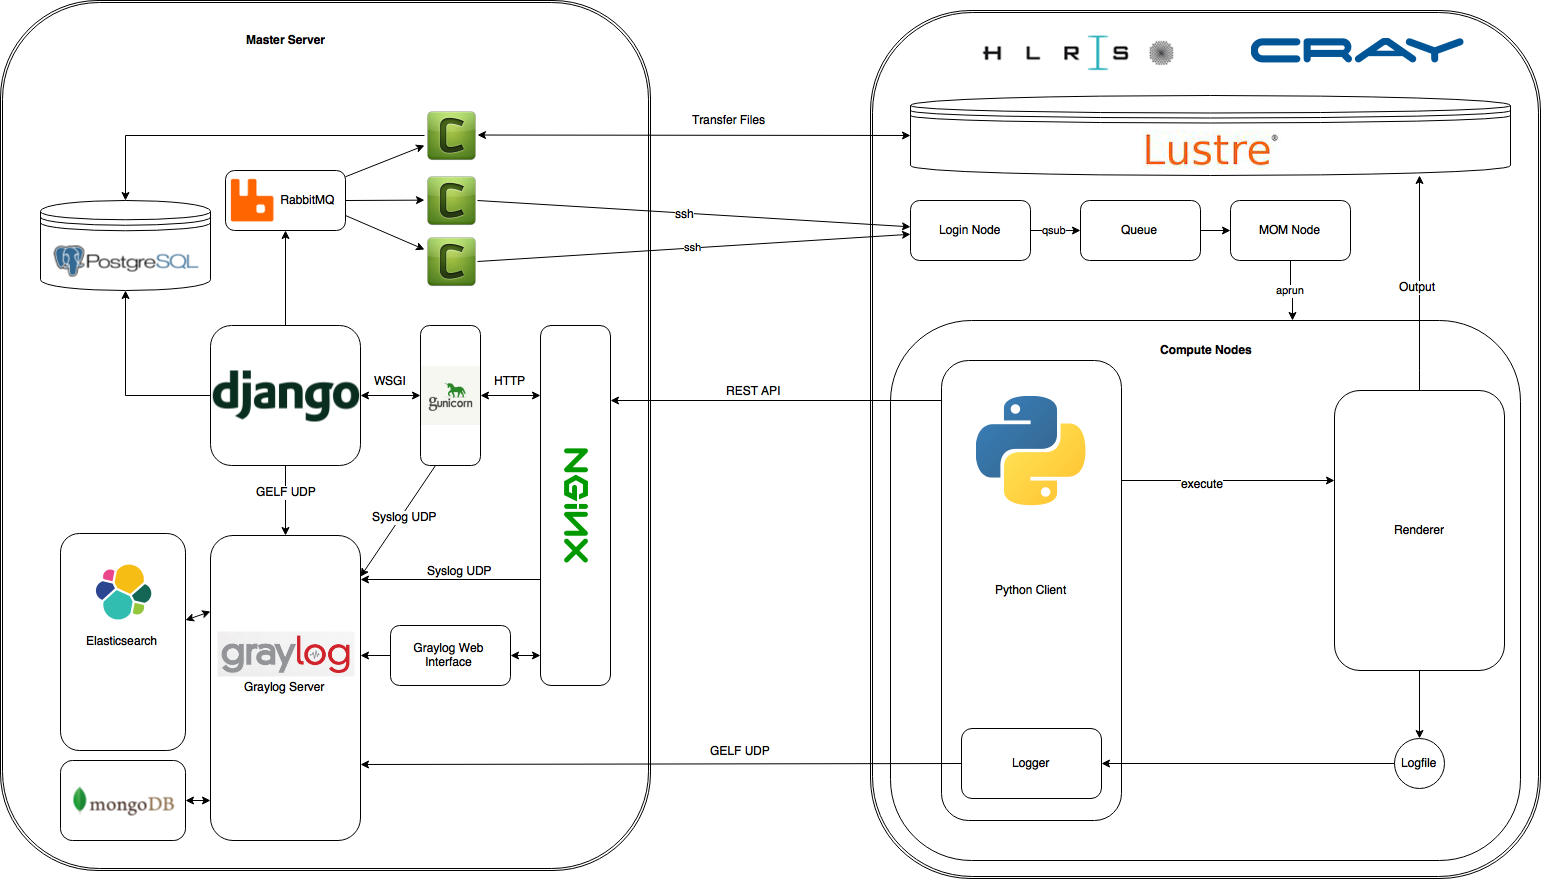 Master Server
HLRIS
CRAY
Transfer Files
Lustre®
C
RabbitMQ
C
C
ssh
ssh
PostgreSQL
Login Node
qsub
Queue
MOM Node
aprun
Output
Compute Nodes
django
WSGI
gunicorn
HTTP
NGINX
REST API
GELF UDP
Syslog UDP
Syslog UDP
execute
Renderer
Python Client
Elasticsearch
graylog
Graylog Server
Graylog Web
Interface
GELF UDP
Logger
Logfile
mongoDB